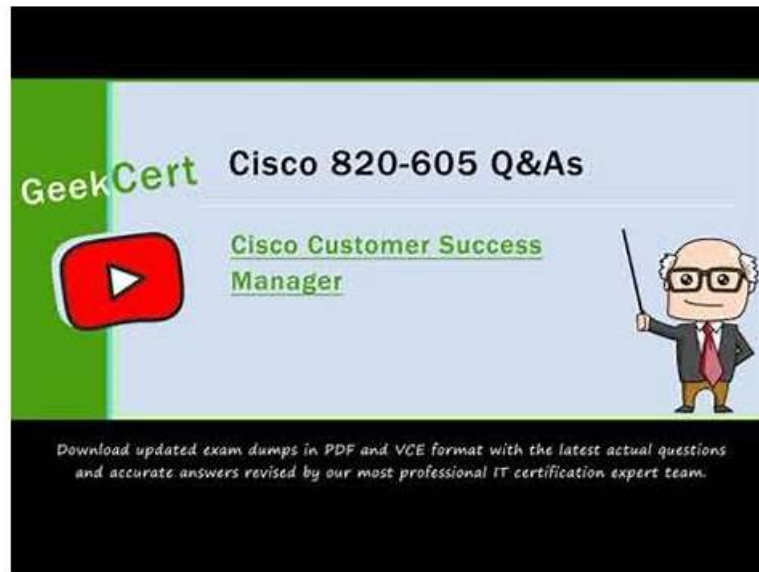 GeekCert
Cisco 820-605 Q&As
Cisco Customer Success
Manager
Download updated exam dumps in PDF and VCE format with the latest actual questions
and accurate answers revised by our most professional IT certification expert team.